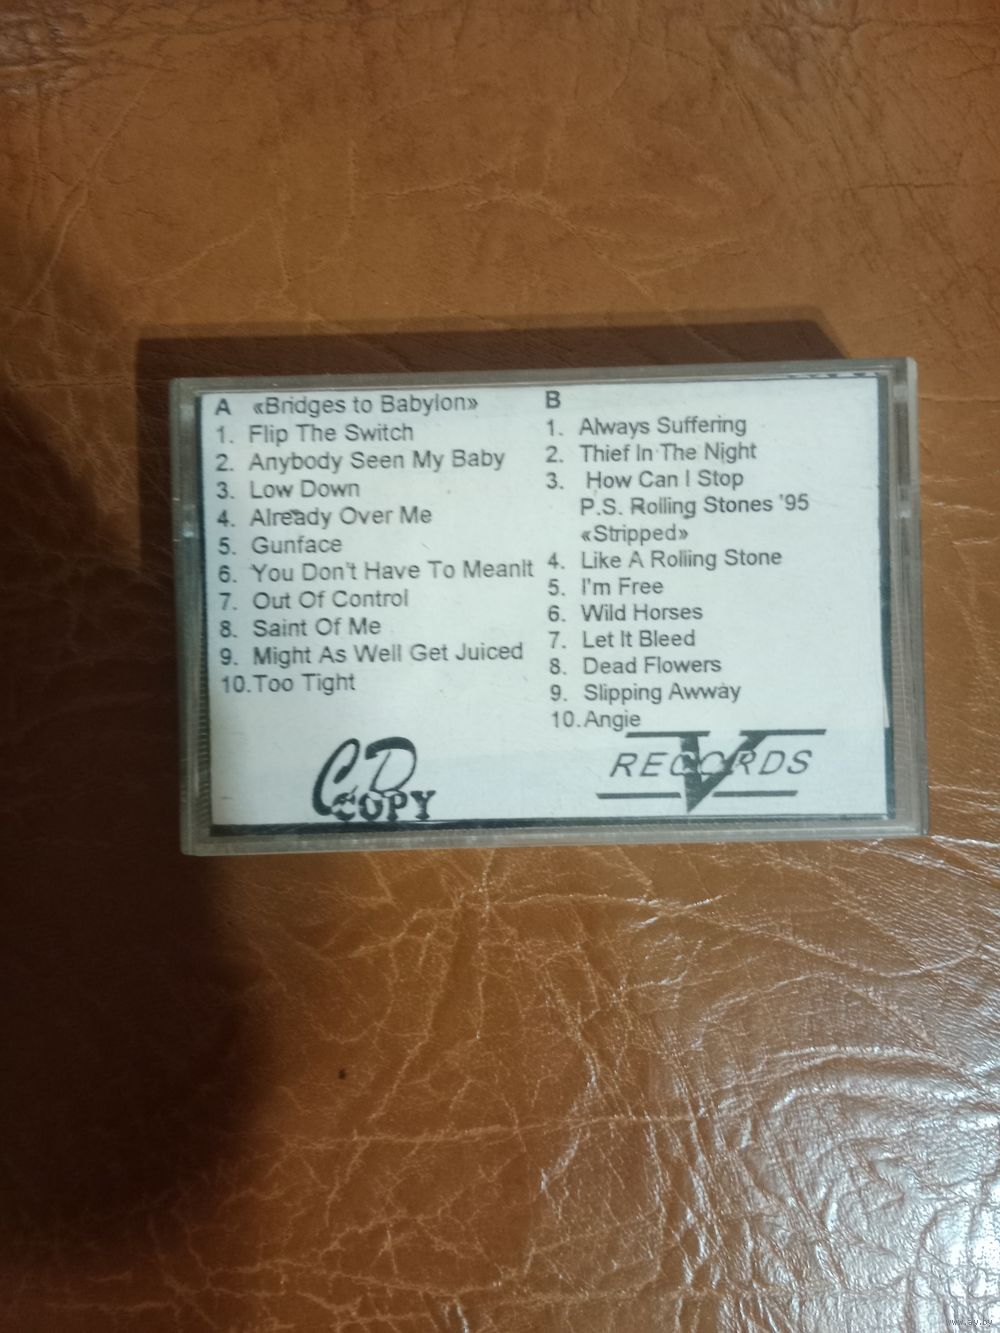 A «Bridges to Babylon»
1. Flip The Switch
2. Anybody Seen My Baby
3. Low Down
4. Already Over Me
5. Gunface
6. You Don't Have To MeanIt
7. Out Of Control
8. Saint Of Me
9. Might As Well Get Juiced
10.Too Tight
CD
COPY
B
1. Always Suffering
2. Thief In The Night
3. How Can I Stop
P.S. Rolling Stones '95
«Stripped»
4. Like A Rolling Stone
5. I'm Free
6. Wild Horses
7. Let It Bleed
8. Dead Flowers
9. Slipping Awway
10.Angie
V RECORDS
www.ay.by